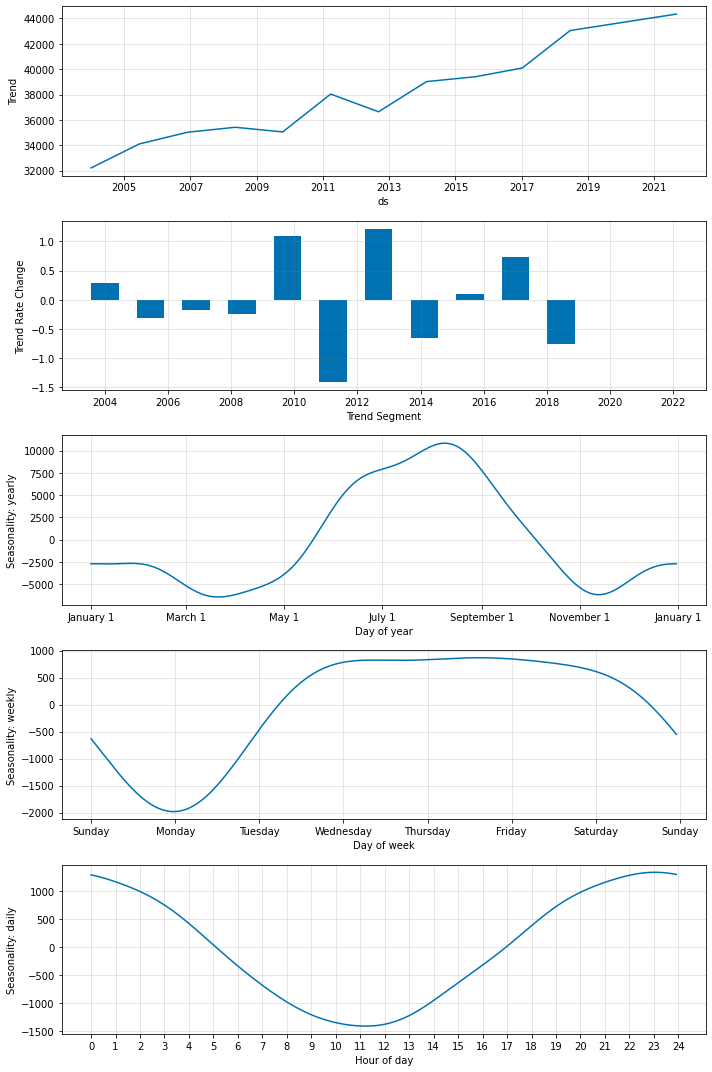 44000
42000
40000
38000
36000
34000
32000
Trend
2005 2007 2009 2011 2013 2015 2017 2019 2021
ds
1.0
0.5
0.0
−0.5
−1.0
−1.5
Trend Rate Change
2004 2006 2008 2010 2012 2014 2016 2018 2020 2022
Trend Segment
10000
7500
5000
2500
0
−2500
−5000
Seasonality: yearly
January 1 March 1 May 1 July 1 September 1 November 1 January 1
Day of year
1000
500
0
−500
−1000
−1500
−2000
Seasonality: weekly
Sunday Monday Tuesday Wednesday Thursday Friday Saturday Sunday
Day of week
1000
500
0
−500
−1000
−1500
Seasonality: daily
0 1 2 3 4 5 6 7 8 9 10 11 12 13 14 15 16 17 18 19 20 21 22 23 24
Hour of day